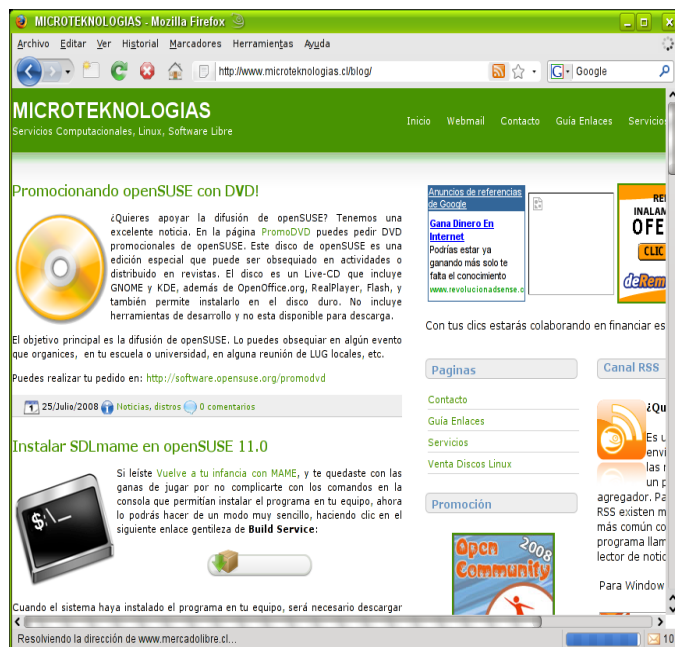 MICROTEKNOLOGIAS - Mozilla Firefox
Archivo Editar Ver Historial Marcadores Herramientas Ayuda
http://www.microteknologias.cl/blog/
Google
MICROTEKNOLOGIAS
Servicios Computacionales, Linux, Software Libre
Inicio Webmail Contacto Guía Enlaces Servicios
Promocionando openSUSE con DVD!
¿Quieres apoyar la difusión de openSUSE? Tenemos una
excelente noticia. En la página PromoDVD puedes pedir DVD
promocionales de openSUSE. Este disco de openSUSE es una
edición especial que puede ser obsequiado en actividades o
distribuido en revistas. El disco es un Live-CD que incluye
GNOME y KDE, además de OpenOffice.org, RealPlayer, Flash, y
también permite instalarlo en el disco duro. No incluye
herramientas de desarrollo y no esta disponible para descarga.
El objetivo principal es la difusión de openSUSE. Lo puedes obsequiar en algún evento
que organices, en tu escuela o universidad, en alguna reunión de LUG locales, etc.
Puedes realizar tu pedido en: http://software.opensuse.org/promodvd
25/Julio/2008 Noticias, distros 0 comentarios
Instalar SDLmame en openSUSE 11.0
$:\_
Si leíste Vuelve a tu infancia con MAME, y te quedaste con las
ganas de jugar por no complicarte con los comandos en la
consola que permitían instalar el programa en tu equipo, ahora
lo podrás hacer de un modo muy sencillo, haciendo clic en el
siguiente enlace gentileza de Build Service:
Cuando el sistema haya instalado el programa en tu equipo, será necesario descargar
Anuncios de referencias
de Google
Gana Dinero En
Internet
Podrías estar ya
ganando más solo te
falta el conocimiento
www.revolucionadsense.c
RE
INALAM
OFE
CLIC
deRem
Con tus clics estarás colaborando en financiar es
Paginas
Contacto
Guía Enlaces
Servicios
Venta Discos Linux
Promoción
Open 2008
Community
Canal RSS
¿Qu
Es u
envi
las r
un p
agregador. Pa
RSS existen m
más común co
programa llam
lector de notic
Para Window
Resolviendo la dirección de www.mercadolibre.cl...
10